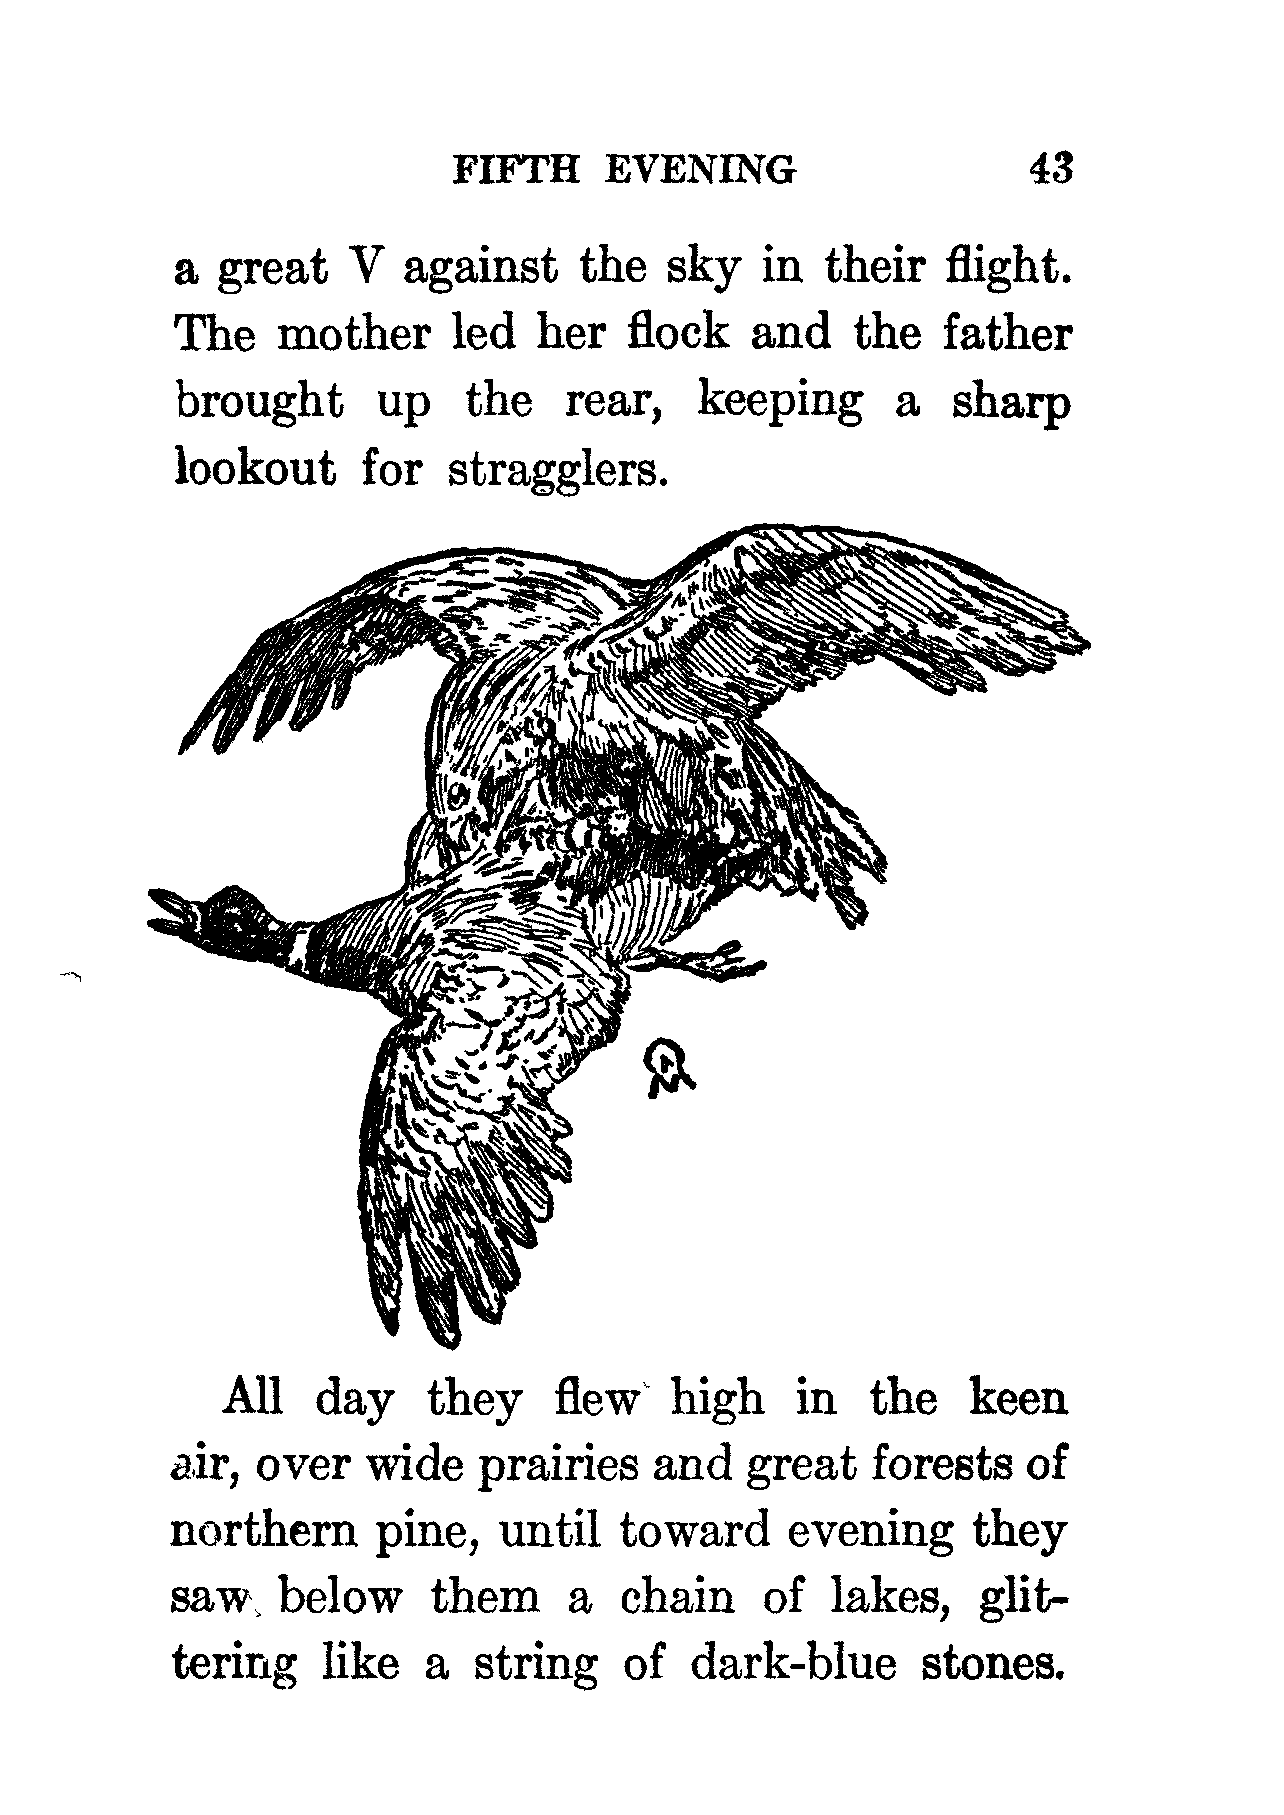 FIFTH EVENING 43
a great V against the sky in their flight.
The mother led her flock and the father
brought up the rear, keeping a sharp
lookout for stragglers.
All day they flew high in the keen
air, over wide prairies and great forests of
northern pine, until toward evening they
saw below them a chain of lakes, glit-
tering like a string of dark-blue stones.